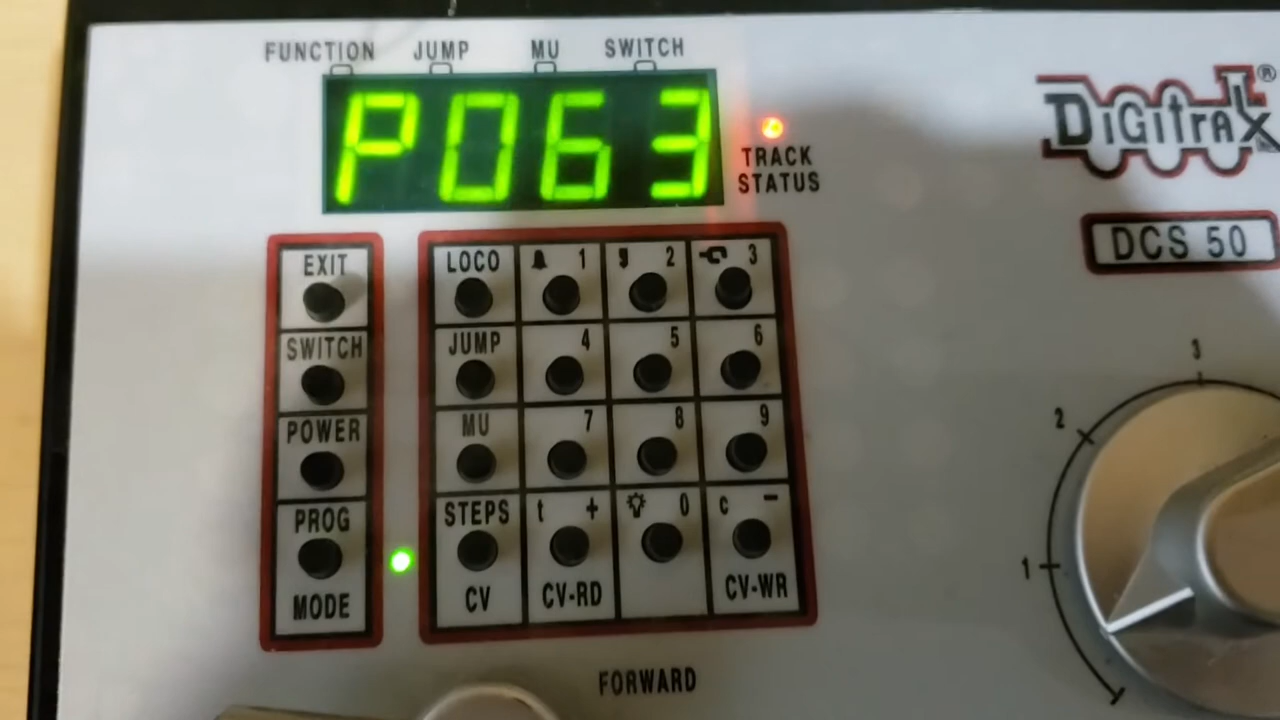 FUNCTION JUMP MU SWITCH
P063
TRACK
STATUS
DIGITRAX®
DCS 50
EXIT
SWITCH
POWER
PROG
MODE
LOCO 1 2 3
JUMP 4 5 6
MU 7 8 9
STEPS t + 0 c -
CV CV-RD CV-WR
3
2
1
FORWARD